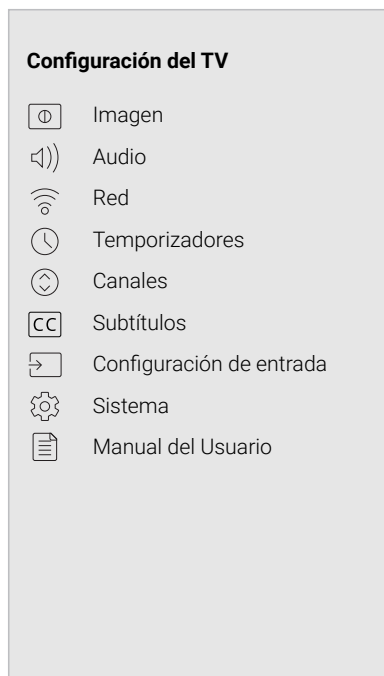 Configuración del TV
Imagen
Audio
Red
Temporizadores
Canales
CC Subtítulos
Configuración de entrada
Sistema
Manual del Usuario